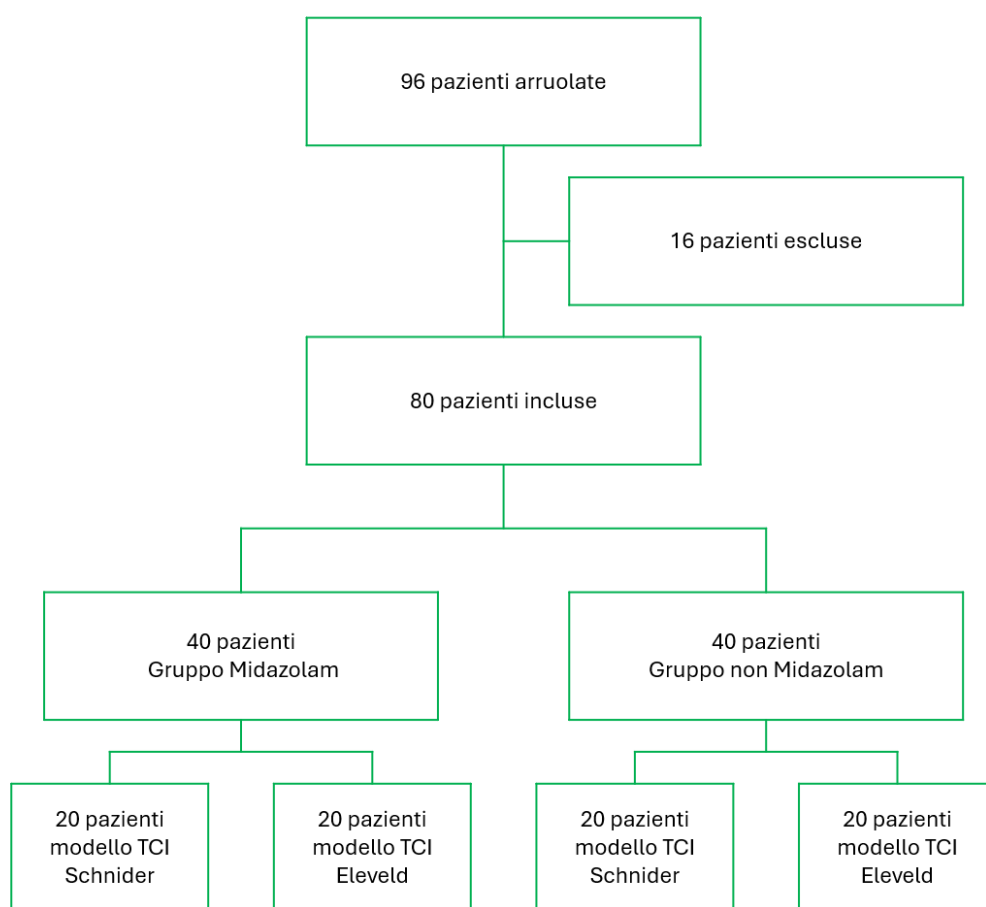 96 pazienti arruolate
16 pazienti escluse
80 pazienti incluse
40 pazienti
Gruppo Midazolam
40 pazienti
Gruppo non Midazolam
20 pazienti
modello TCI
Schnider
20 pazienti
modello TCI
Eleveld
20 pazienti
modello TCI
Schnider
20 pazienti
modello TCI
Eleveld